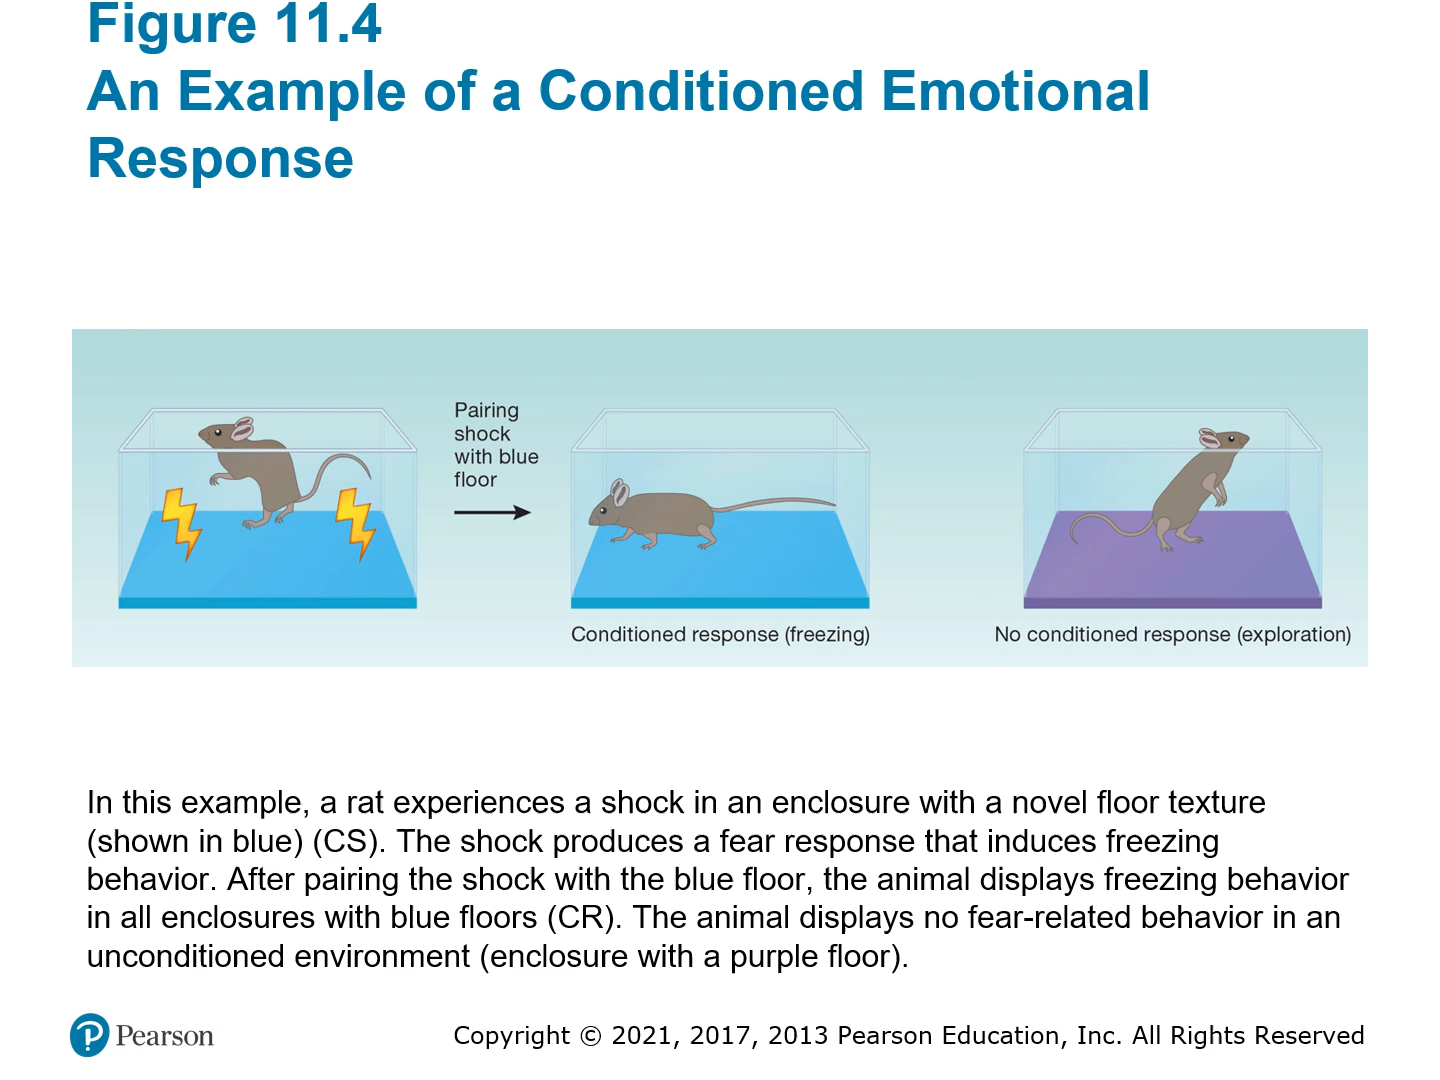 Figure 11.4
An Example of a Conditioned Emotional
Response
Pairing
shock
with blue
floor
Conditioned response (freezing)
No conditioned response (exploration)
In this example, a rat experiences a shock in an enclosure with a novel floor texture
(shown in blue) (CS). The shock produces a fear response that induces freezing
behavior. After pairing the shock with the blue floor, the animal displays freezing behavior
in all enclosures with blue floors (CR). The animal displays no fear-related behavior in an
unconditioned environment (enclosure with a purple floor).
Pearson
Copyright © 2021, 2017, 2013 Pearson Education, Inc. All Rights Reserved